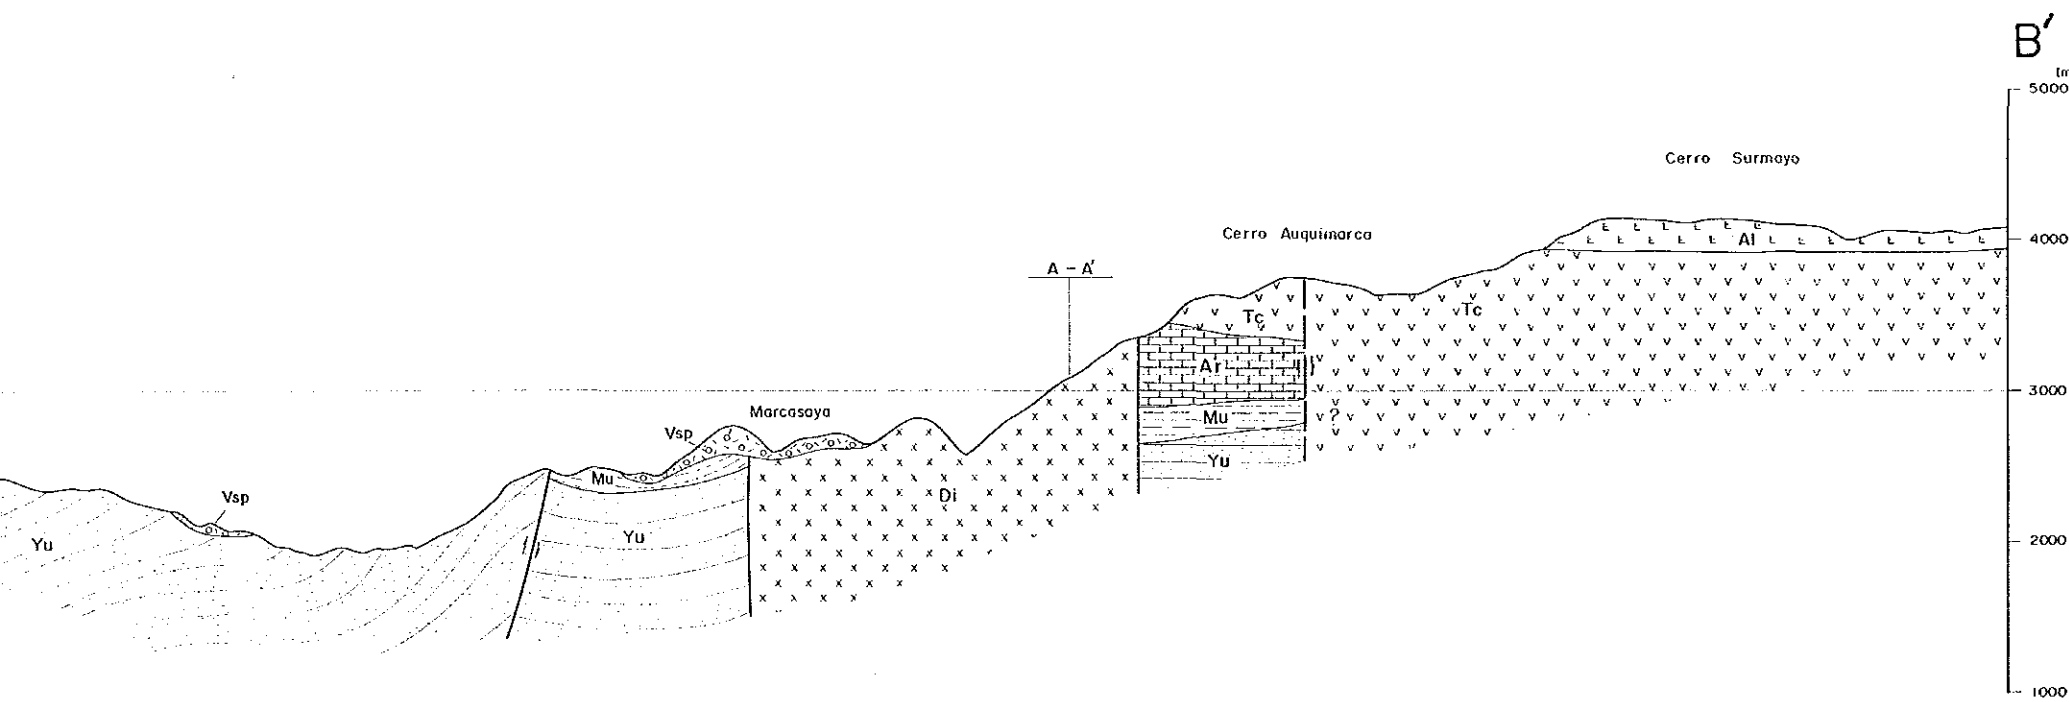 B′
5000
Cerro Surmayo
Cerro Auquimarca
4000
Al
A – A′
Tc
Tc
Ar
3000
Marcasaya
Mu
?
Vsp
Yu
Mu
Di
Vsp
Yu
Yu
2000
1000